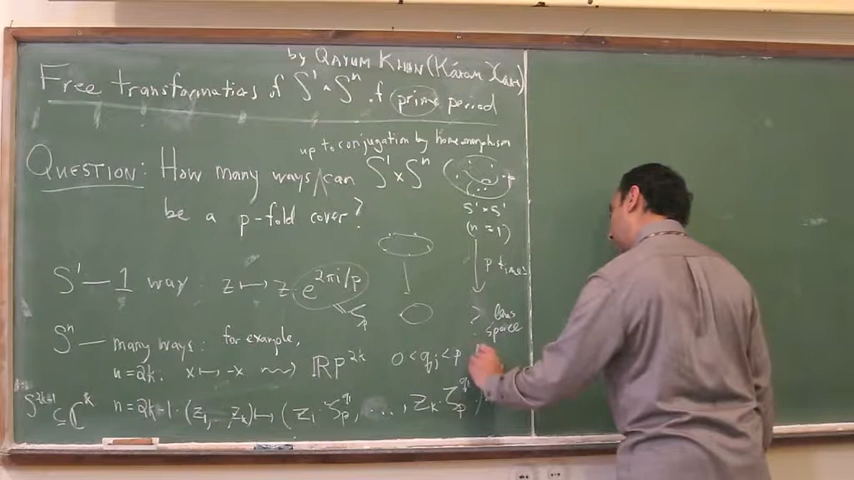 by QAYUM KHAN (Káyum Xan)
Free transformations of S¹ × Sⁿ of prime period
up to conjugation by homeomorphism
QUESTION: How many ways can S¹ × Sⁿ
be a p-fold cover?
S¹ × S¹
(n = 1)
p times
? lens
space
S¹ — 1 way: z ↦ z e^{2πi/p}
ζ_p
Sⁿ — many ways: for example,
n = 2k: x ↦ -x ⇝ ℝP^{2k} 0 < q_j < p
S^{2k-1} ⊆ ℂ^k n = 2k-1: (z_1, …, z_k) ↦ (z_1 · ζ_p^{q_1}, …, z_k · ζ_p^{q_k})